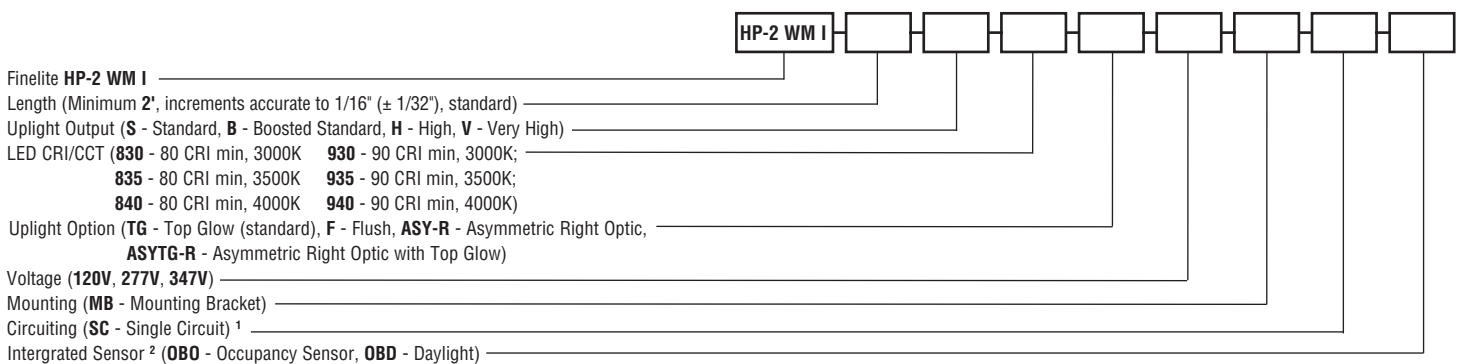 HP-2 WM I
Finelite HP-2 WM I
Length (Minimum 2', increments accurate to 1/16" (± 1/32"), standard)
Uplight Output (S - Standard, B - Boosted Standard, H - High, V - Very High)
LED CRI/CCT (830 - 80 CRI min, 3000K 930 - 90 CRI min, 3000K;
835 - 80 CRI min, 3500K 935 - 90 CRI min, 3500K;
840 - 80 CRI min, 4000K 940 - 90 CRI min, 4000K)
Uplight Option (TG - Top Glow (standard), F - Flush, ASY-R - Asymmetric Right Optic,
ASYTG-R - Asymmetric Right Optic with Top Glow)
Voltage (120V, 277V, 347V)
Mounting (MB - Mounting Bracket)
Circuiting (SC - Single Circuit) ¹
Intergrated Sensor ² (OBO - Occupancy Sensor, OBD - Daylight)